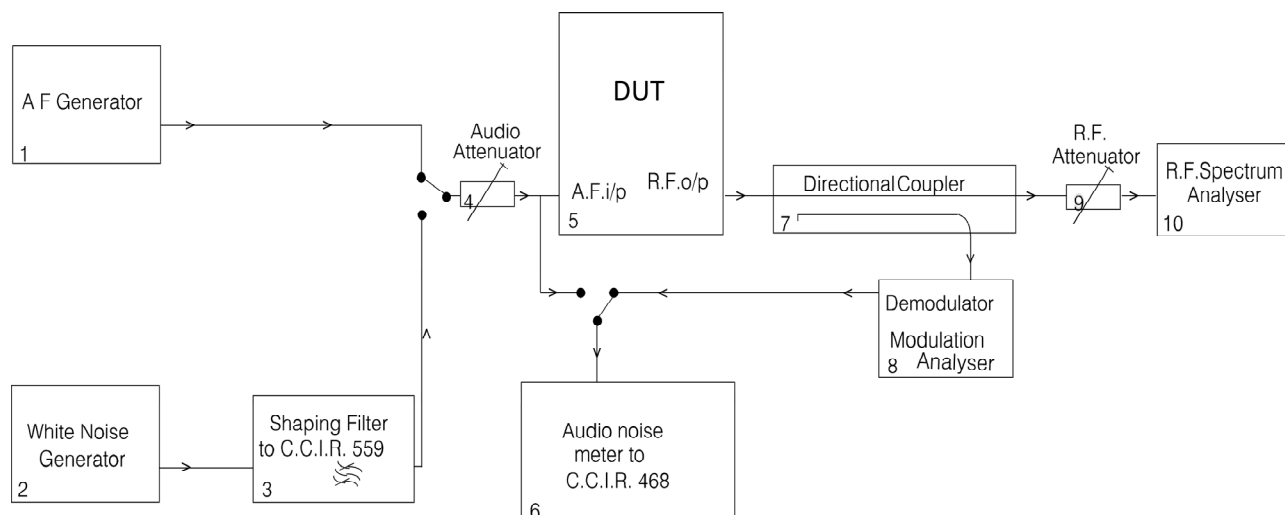 A F Generator
1
Audio
Attenuator
4
DUT
A.F.i/p
R.F.o/p
5
Directional Coupler
7
R.F.
Attenuator
9
R.F.Spectrum
Analyser
10
Demodulator
Modulation
Analyser
8
White Noise
Generator
2
Shaping Filter
to C.C.I.R. 559
3
Audio noise
meter to
C.C.I.R. 468
6